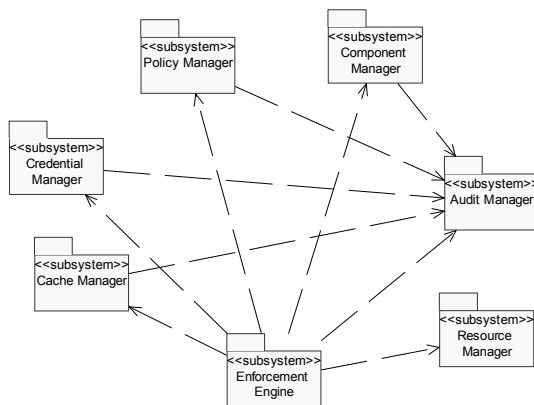 <<subsystem>>
Policy Manager
<<subsystem>>
Component
Manager
<<subsystem>>
Credential
Manager
<<subsystem>>
Audit Manager
<<subsystem>>
Cache Manager
<<subsystem>>
Resource
Manager
<<subsystem>>
Enforcement
Engine